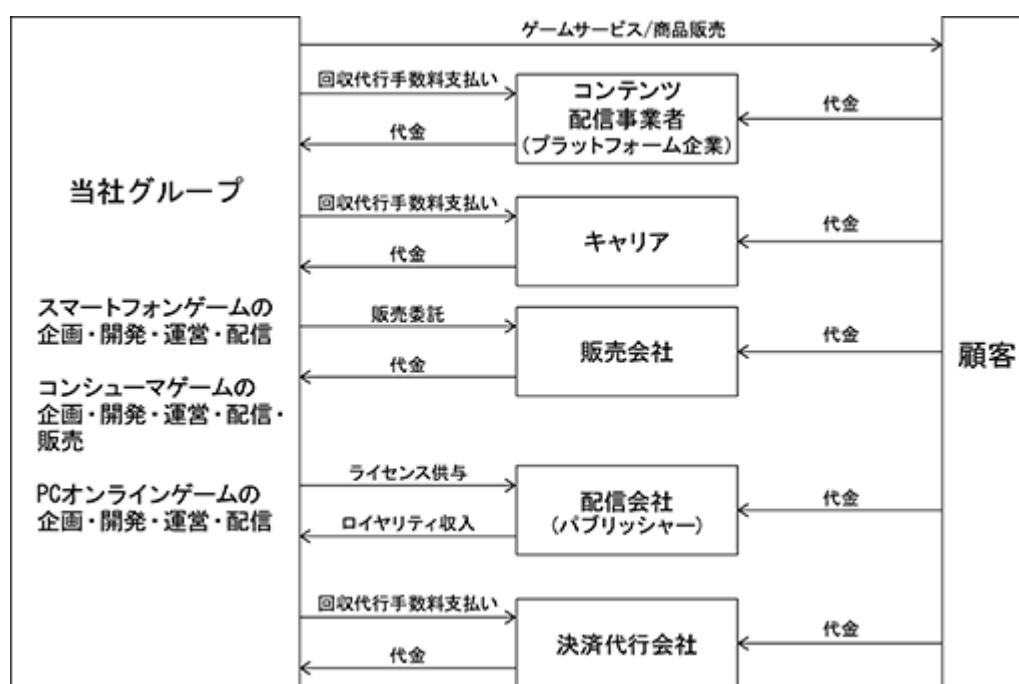 ゲームサービス/商品販売
回収代行手数料支払い
コンテンツ
配信事業者
(プラットフォーム企業)
代金
代金
当社グループ
回収代行手数料支払い
キャリア
代金
代金
スマートフォンゲームの
企画・開発・運営・配信
コンシューマゲームの
企画・開発・運営・配信・
販売
PCオンラインゲームの
企画・開発・運営・配信
販売委託
販売会社
代金
代金
顧客
ライセンス供与
配信会社
(パブリッシャー)
代金
ロイヤリティ収入
回収代行手数料支払い
決済代行会社
代金
代金